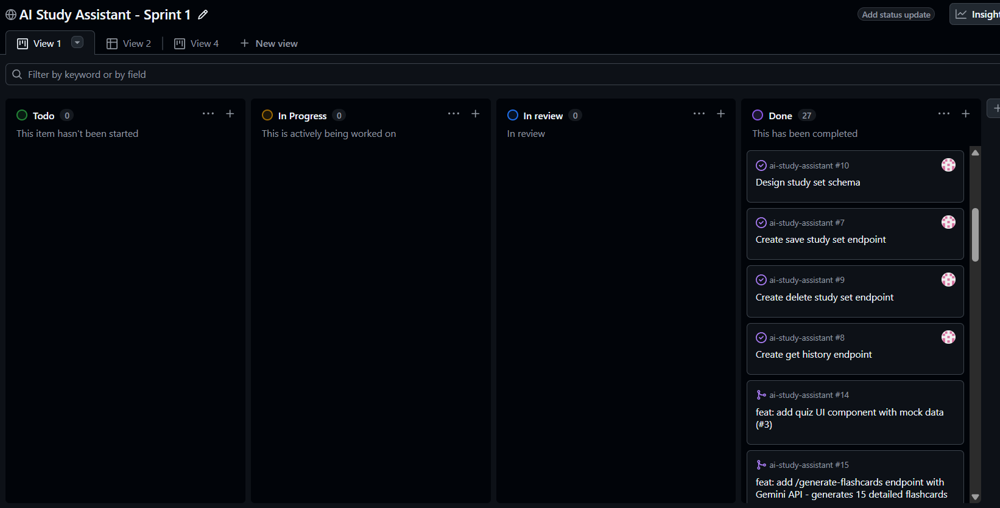 AI Study Assistant - Sprint 1
Add status update
Insight
View 1
View 2
View 4
New view
Filter by keyword or by field
Todo 0
This item hasn't been started
In Progress 0
This is actively being worked on
In review 0
In review
Done 27
This has been completed
ai-study-assistant #10
Design study set schema
ai-study-assistant #7
Create save study set endpoint
ai-study-assistant #9
Create delete study set endpoint
ai-study-assistant #8
Create get history endpoint
ai-study-assistant #14
feat: add quiz UI component with mock data
(#3)
ai-study-assistant #15
feat: add /generate-flashcards endpoint with
Gemini API - generates 15 detailed flashcards